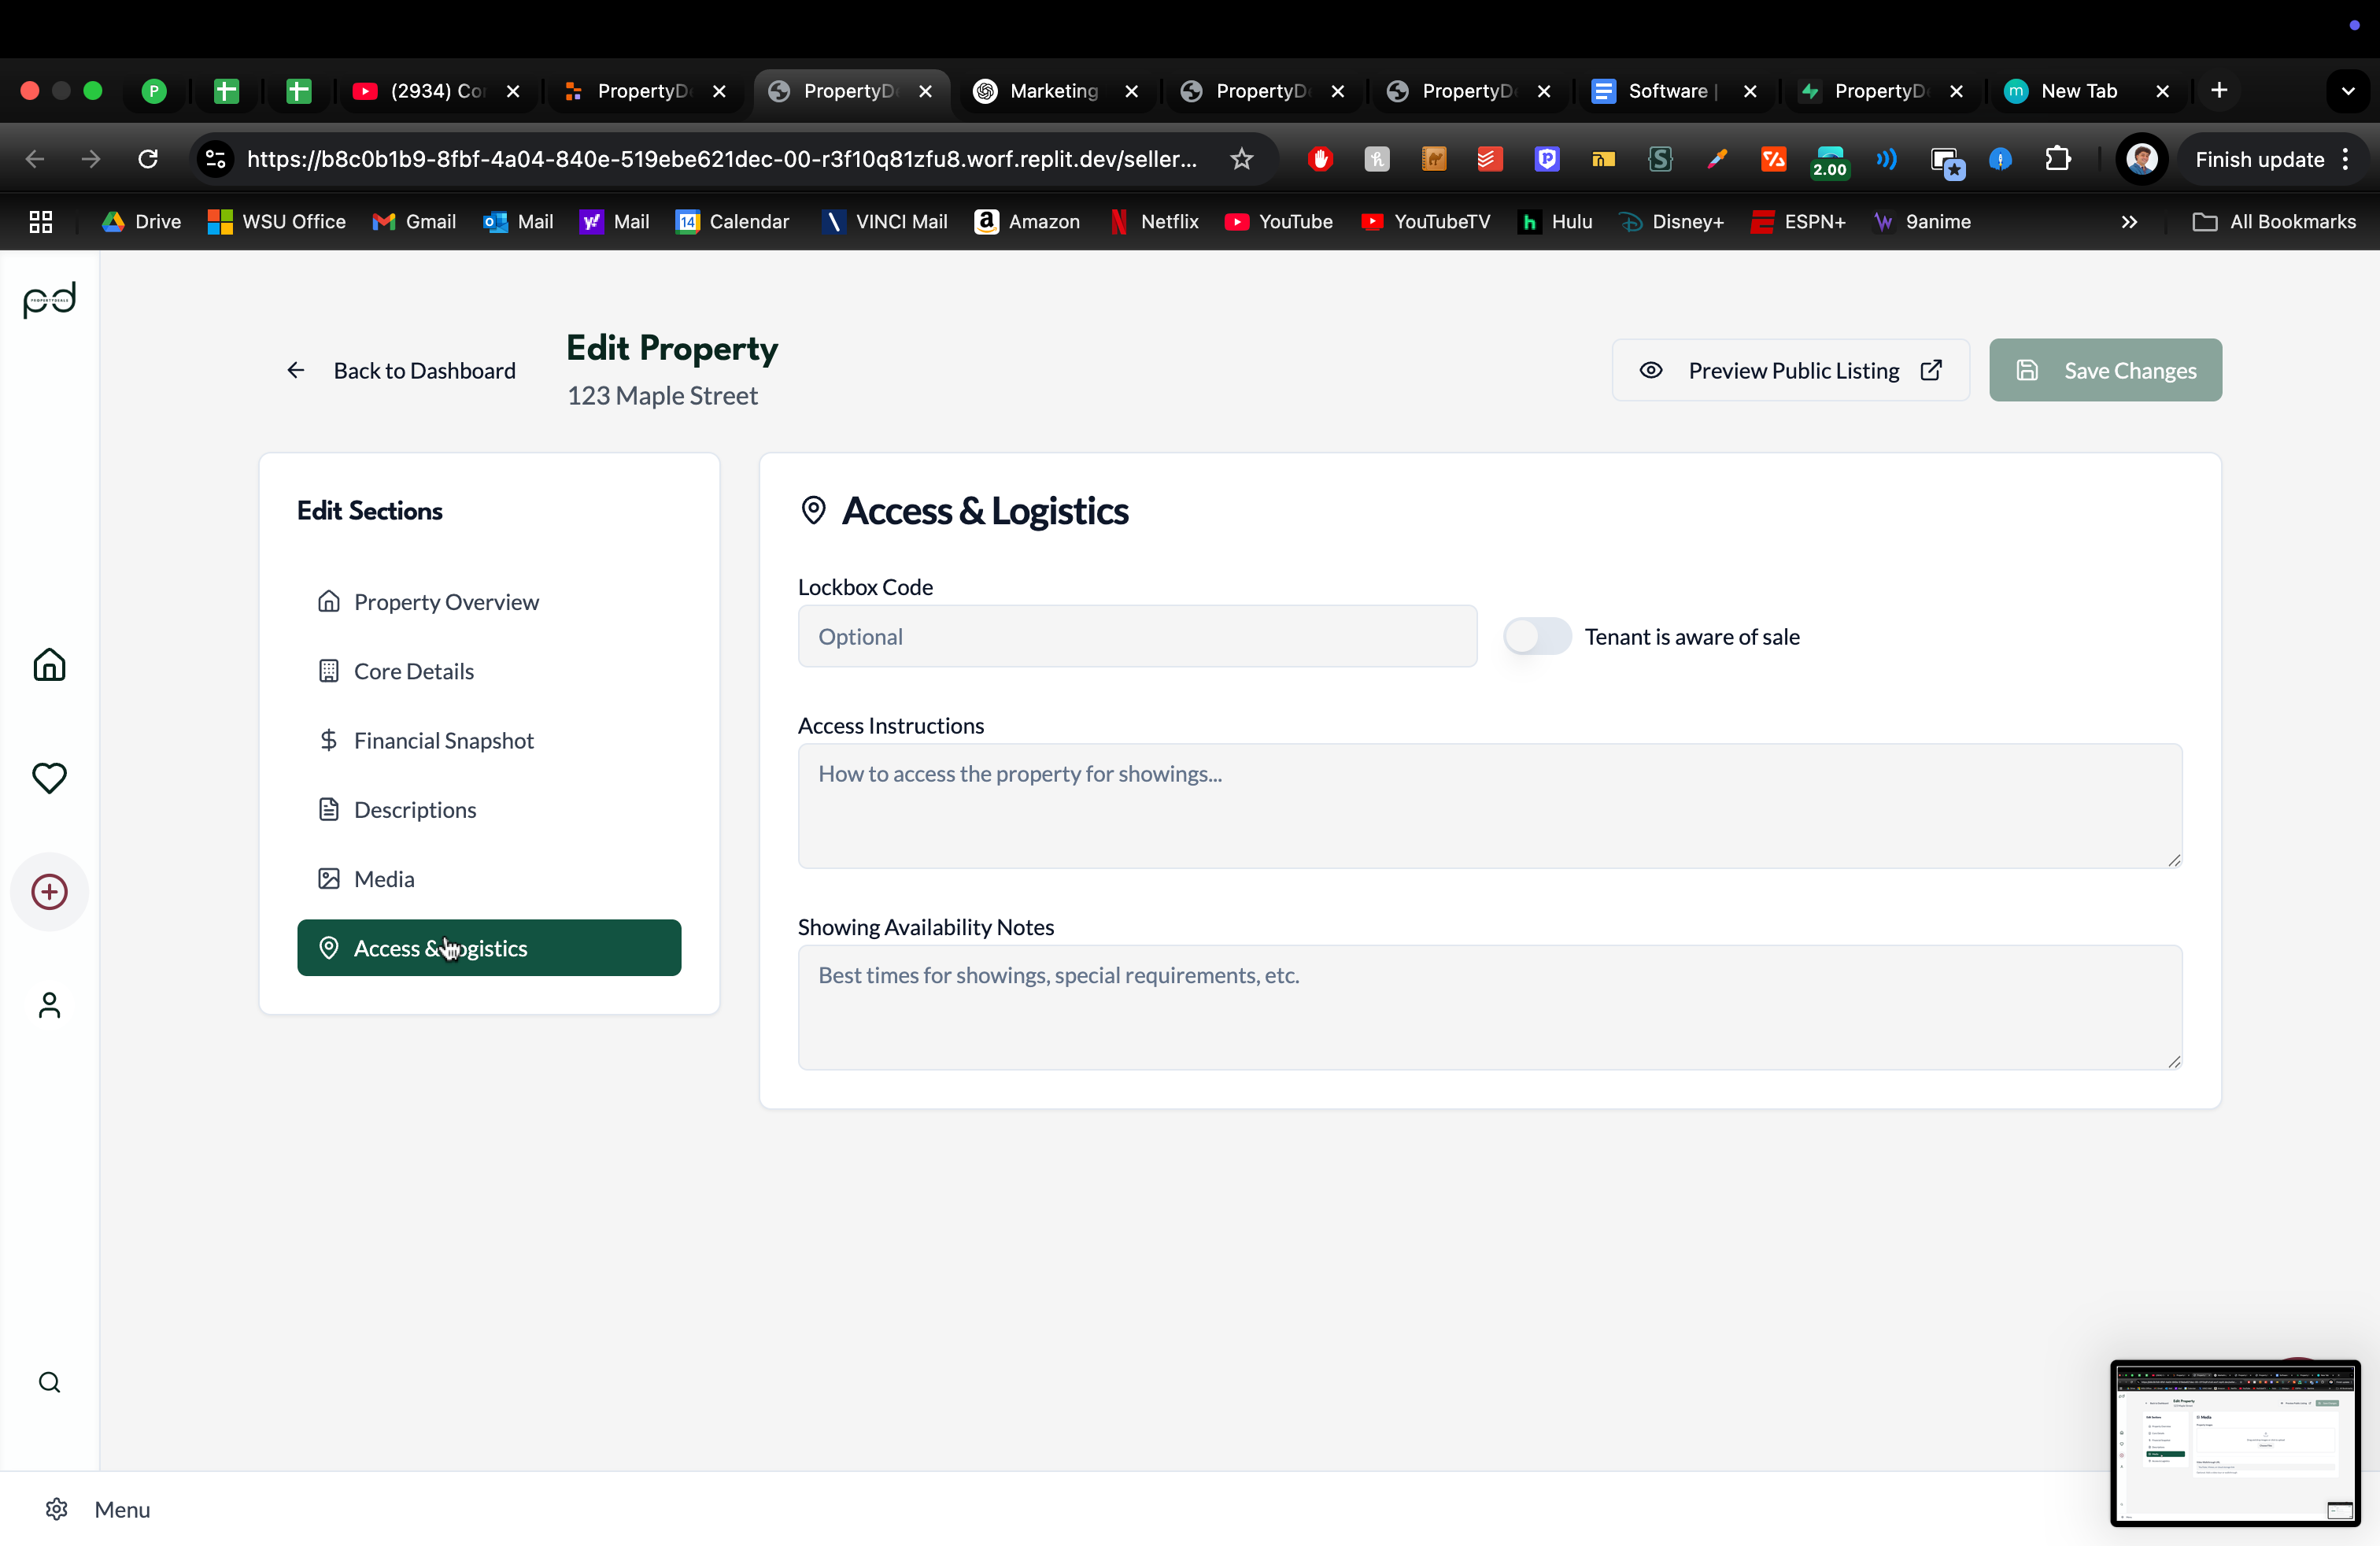 (2934) Co
PropertyD
PropertyD
Marketing
PropertyD
PropertyD
Software |
PropertyD
New Tab
https://b8c0b1b9-8fbf-4a04-840e-519ebe621dec-00-r3f10q81zfu8.worf.replit.dev/seller...
2.00
Finish update
Drive
WSU Office
Gmail
Mail
Mail
14
Calendar
VINCI Mail
Amazon
Netflix
YouTube
YouTubeTV
Hulu
Disney+
ESPN+
9anime
All Bookmarks
pd
Back to Dashboard
Edit Property
123 Maple Street
Preview Public Listing
Save Changes
Edit Sections
Property Overview
Core Details
Financial Snapshot
Descriptions
Media
Access & Logistics
Access & Logistics
Lockbox Code
Optional
Tenant is aware of sale
Access Instructions
How to access the property for showings...
Showing Availability Notes
Best times for showings, special requirements, etc.
Menu